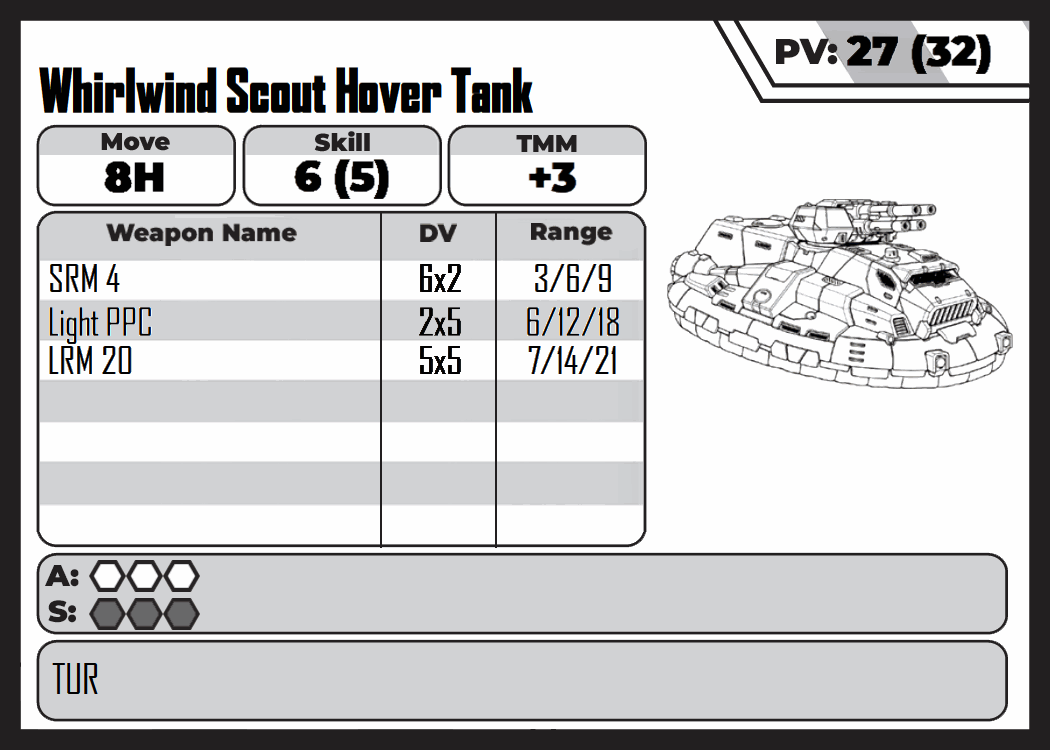 PV: 27 (32)
Whirlwind Scout Hover Tank
Move Skill TMM
8H 6 (5) +3
Weapon Name DV Range
SRM 4 6x2 3/6/9
Light PPC 2x5 6/12/18
LRM 20 5x5 7/14/21
A:
S:
TUR